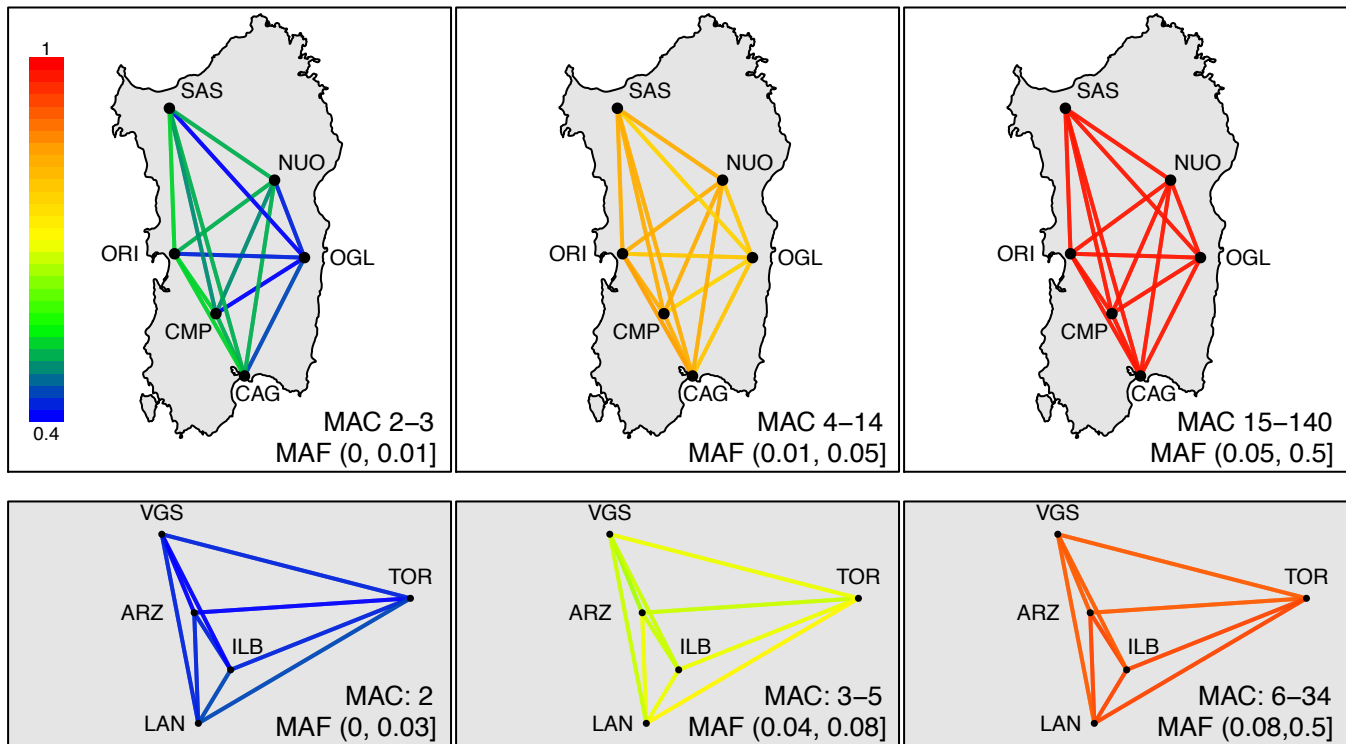 1
0.4
SAS
NUO
ORI
OGL
CMP
CAG
MAC 2–3
MAF (0, 0.01]
SAS
NUO
ORI
OGL
CMP
CAG
MAC 4–14
MAF (0.01, 0.05]
SAS
NUO
ORI
OGL
CMP
CAG
MAC 15–140
MAF (0.05, 0.5]
VGS
TOR
ARZ
ILB
LAN
MAC: 2
MAF (0, 0.03]
VGS
TOR
ARZ
ILB
LAN
MAC: 3–5
MAF (0.04, 0.08]
VGS
TOR
ARZ
ILB
LAN
MAC: 6–34
MAF (0.08,0.5]